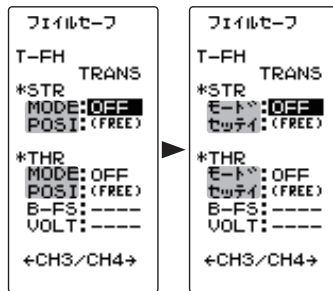 フェイルセーフ
T-FH
TRANS
*STR
MODE:OFF
POSI:(FREE)
*THR
MODE:OFF
POSI:(FREE)
B-FS:----
VOLT:----
←CH3/CH4→
フェイルセーフ
T-FH
TRANS
*STR
モード:OFF
セッテイ:(FREE)
*THR
モード:OFF
セッテイ:(FREE)
B-FS:----
VOLT:----
←CH3/CH4→